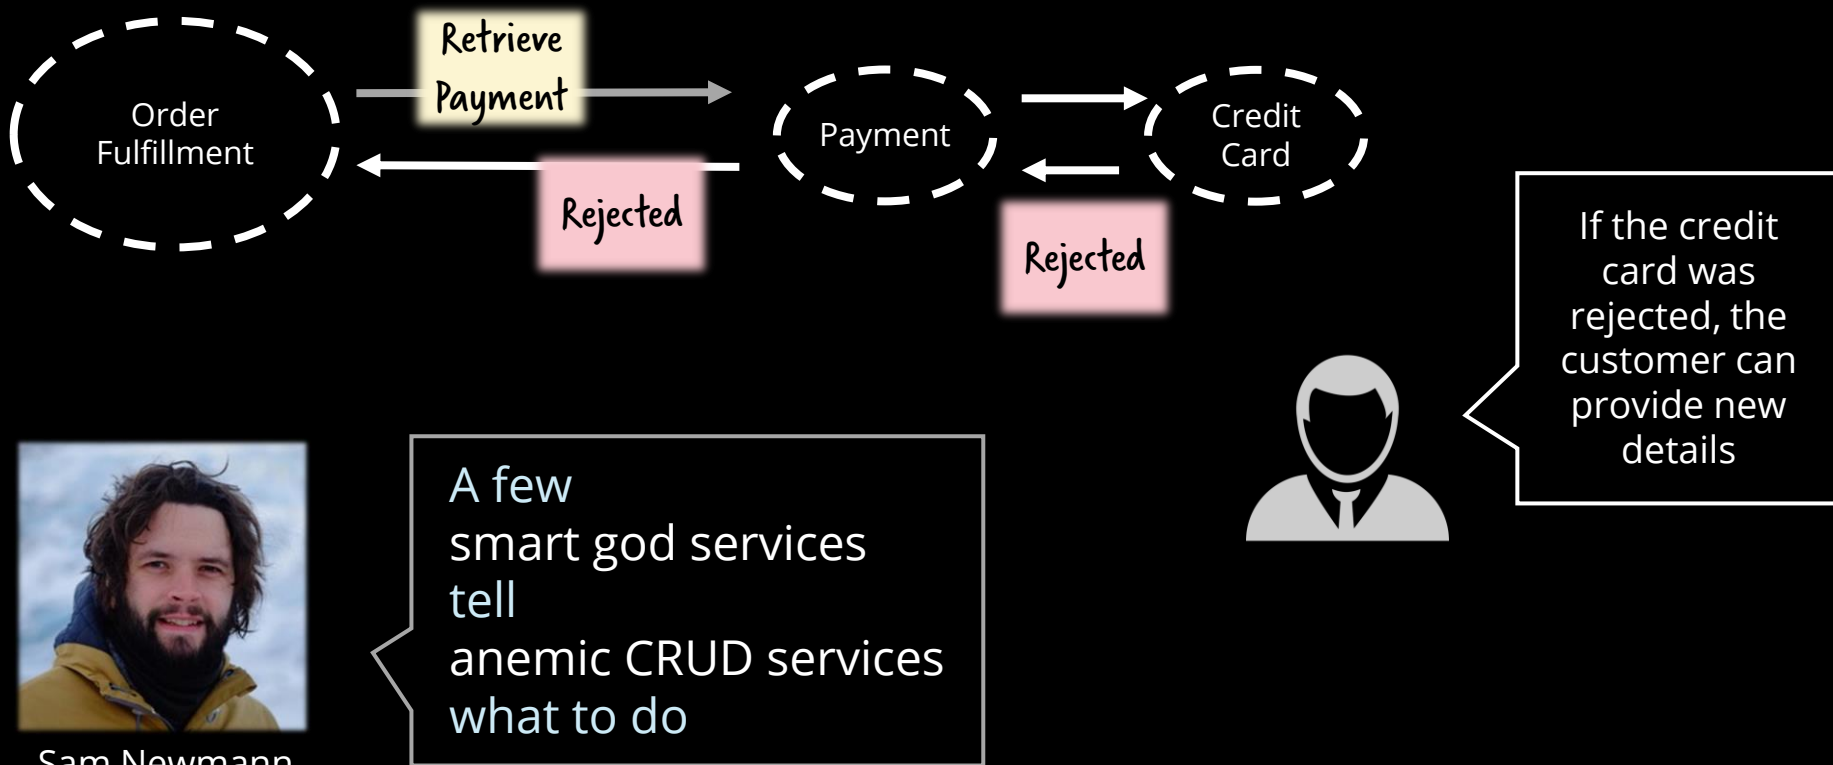 Retrieve
Payment
Order
Fulfillment
Payment
Credit
Card
Rejected
Rejected
If the credit
card was
rejected, the
customer can
provide new
details
A few
smart god services
tell
anemic CRUD services
what to do
Sam Newmann